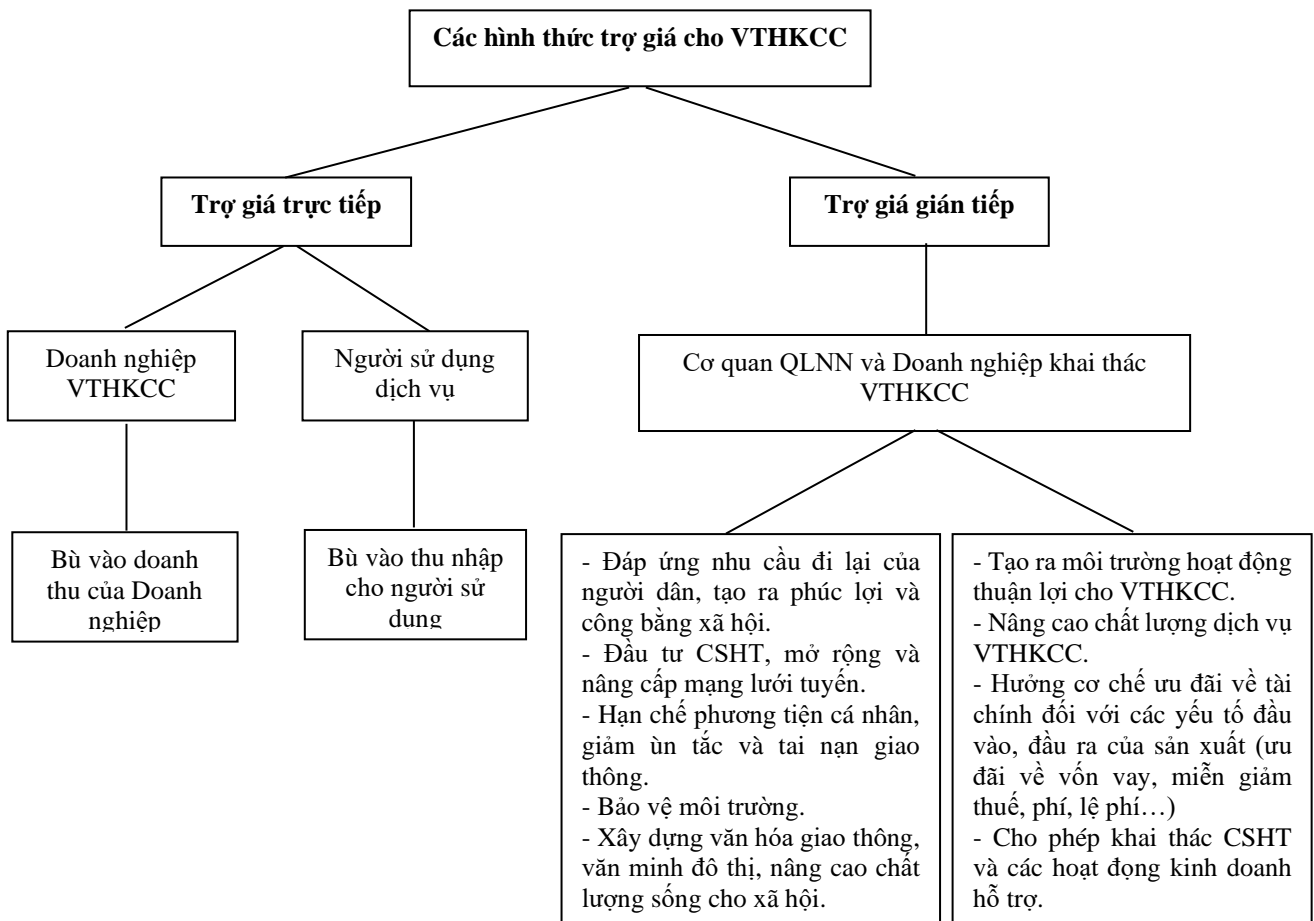 Các hình thức trợ giá cho VTHKCC
Trợ giá trực tiếp
Trợ giá gián tiếp
Doanh nghiệp
VTHKCC
Người sử dụng
dịch vụ
Cơ quan QLNN và Doanh nghiệp khai thác
VTHKCC
Bù vào doanh
thu của Doanh
nghiệp
Bù vào thu nhập
cho người sử
dung
- Đáp ứng nhu cầu đi lại của
người dân, tạo ra phúc lợi và
công bằng xã hội.
- Đầu tư CSHT, mở rộng và
nâng cấp mạng lưới tuyến.
- Hạn chế phương tiện cá nhân,
giảm ùn tắc và tai nạn giao
thông.
- Bảo vệ môi trường.
- Xây dựng văn hóa giao thông,
văn minh đô thị, nâng cao chất
lượng sống cho xã hội.
- Tạo ra môi trường hoạt động
thuận lợi cho VTHKCC.
- Nâng cao chất lượng dịch vụ
VTHKCC.
- Hưởng cơ chế ưu đãi về tài
chính đối với các yếu tố đầu
vào, đầu ra của sản xuất (ưu
đãi về vốn vay, miễn giảm
thuế, phí, lệ phí…)
- Cho phép khai thác CSHT
và các hoạt đọng kinh doanh
hỗ trợ.